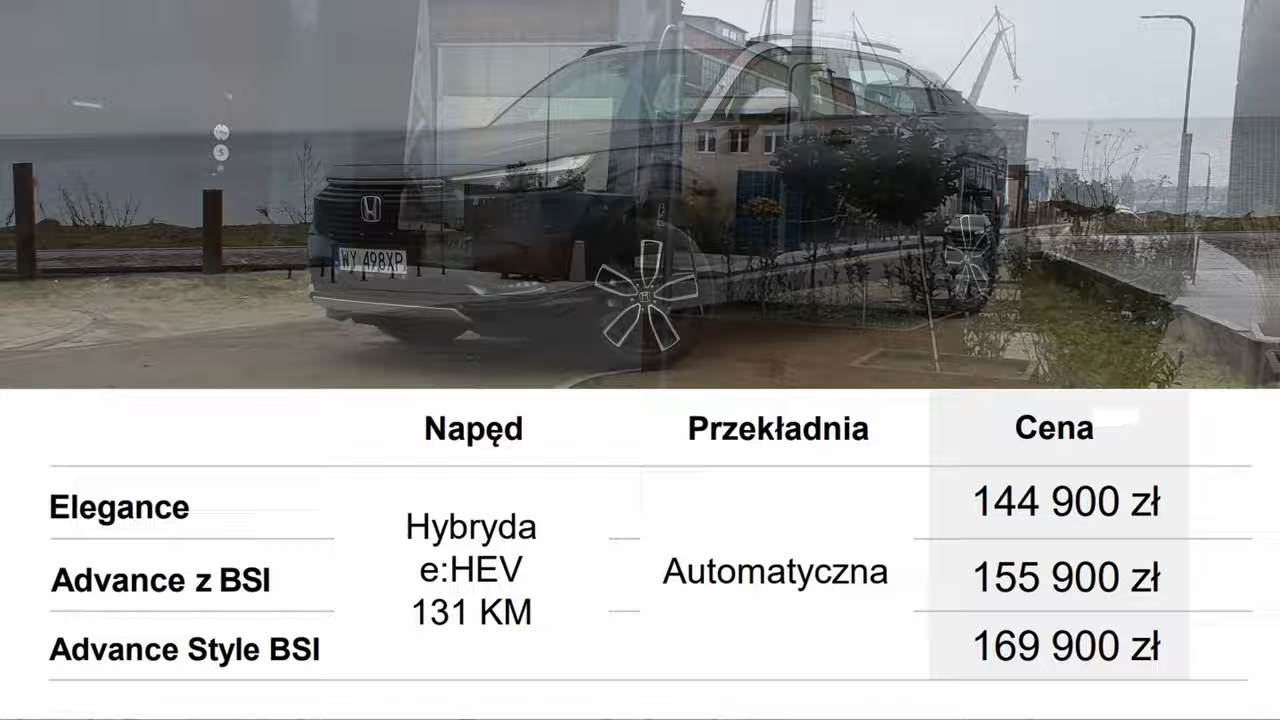 WY 498XP
Napęd Przekładnia Cena
Elegance 144 900 zł
Hybryda
e:HEV
131 KM
Automatyczna
Advance z BSI 155 900 zł
Advance Style BSI 169 900 zł